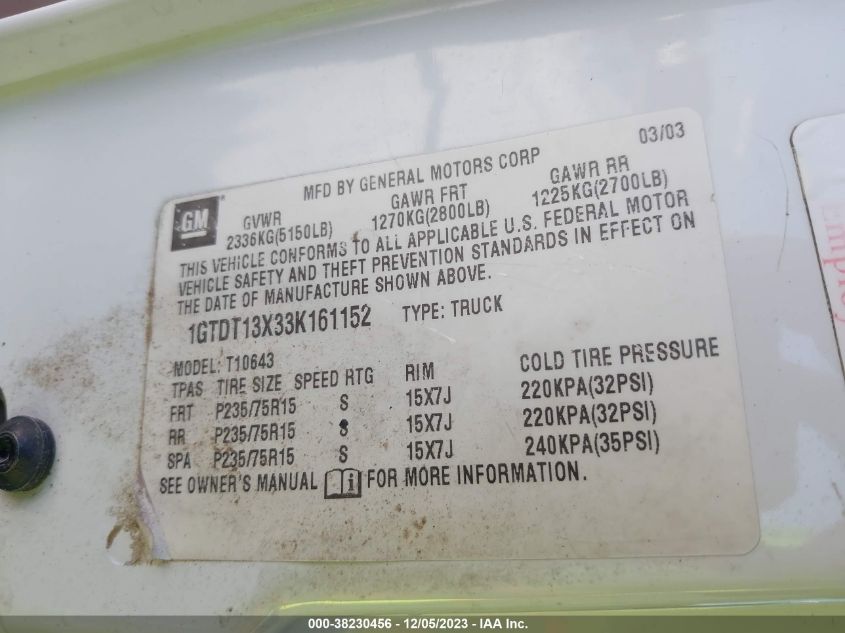 03/03
MFD BY GENERAL MOTORS CORP
GM
GVWR GAWR FRT GAWR RR
2336KG(5150LB) 1270KG(2800LB) 1225KG(2700LB)
THIS VEHICLE CONFORMS TO ALL APPLICABLE U.S. FEDERAL MOTOR
VEHICLE SAFETY AND THEFT PREVENTION STANDARDS IN EFFECT ON
THE DATE OF MANUFACTURE SHOWN ABOVE.
1GTDT13X33K161152 TYPE: TRUCK
MODEL: T10643
TPAS TIRE SIZE SPEED RTG RIM COLD TIRE PRESSURE
FRT P235/75R15 S 15X7J 220KPA(32PSI)
RR P235/75R15 S 15X7J 220KPA(32PSI)
SPA P235/75R15 S 15X7J 240KPA(35PSI)
SEE OWNER'S MANUAL i FOR MORE INFORMATION.
Employ
000-38230456 - 12/05/2023 - IAA Inc.